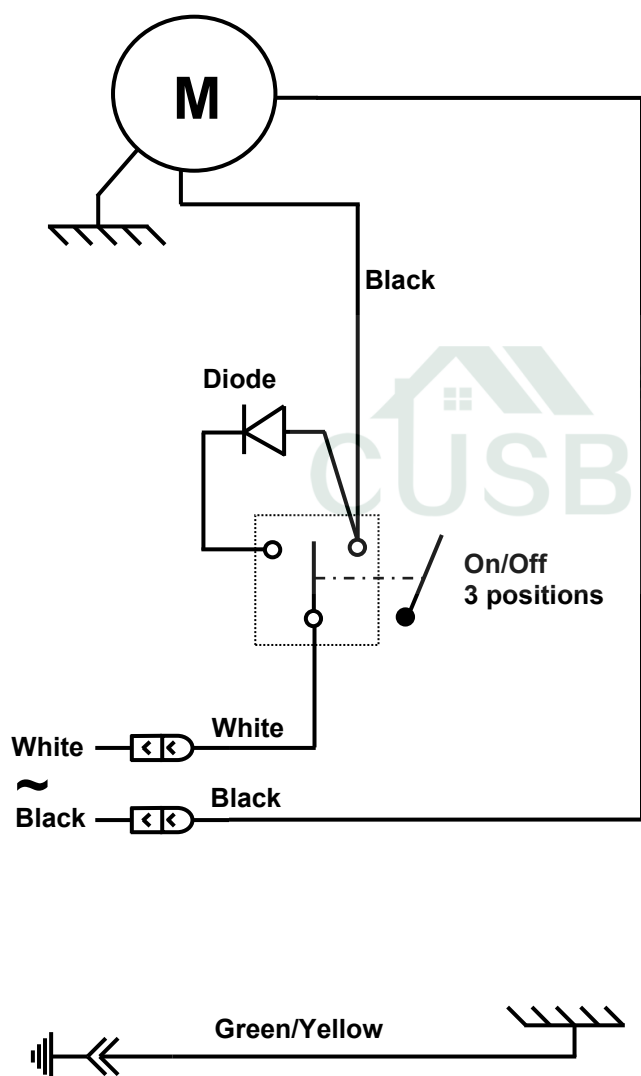 M
Black
Diode
CUSB
On/Off
3 positions
White
White
~
Black
Black
Green/Yellow